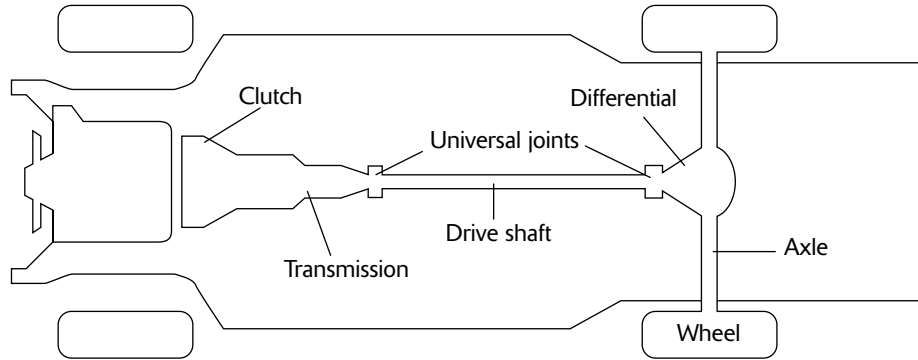 Clutch
Differential
Universal joints
Drive shaft
Transmission
Axle
Wheel